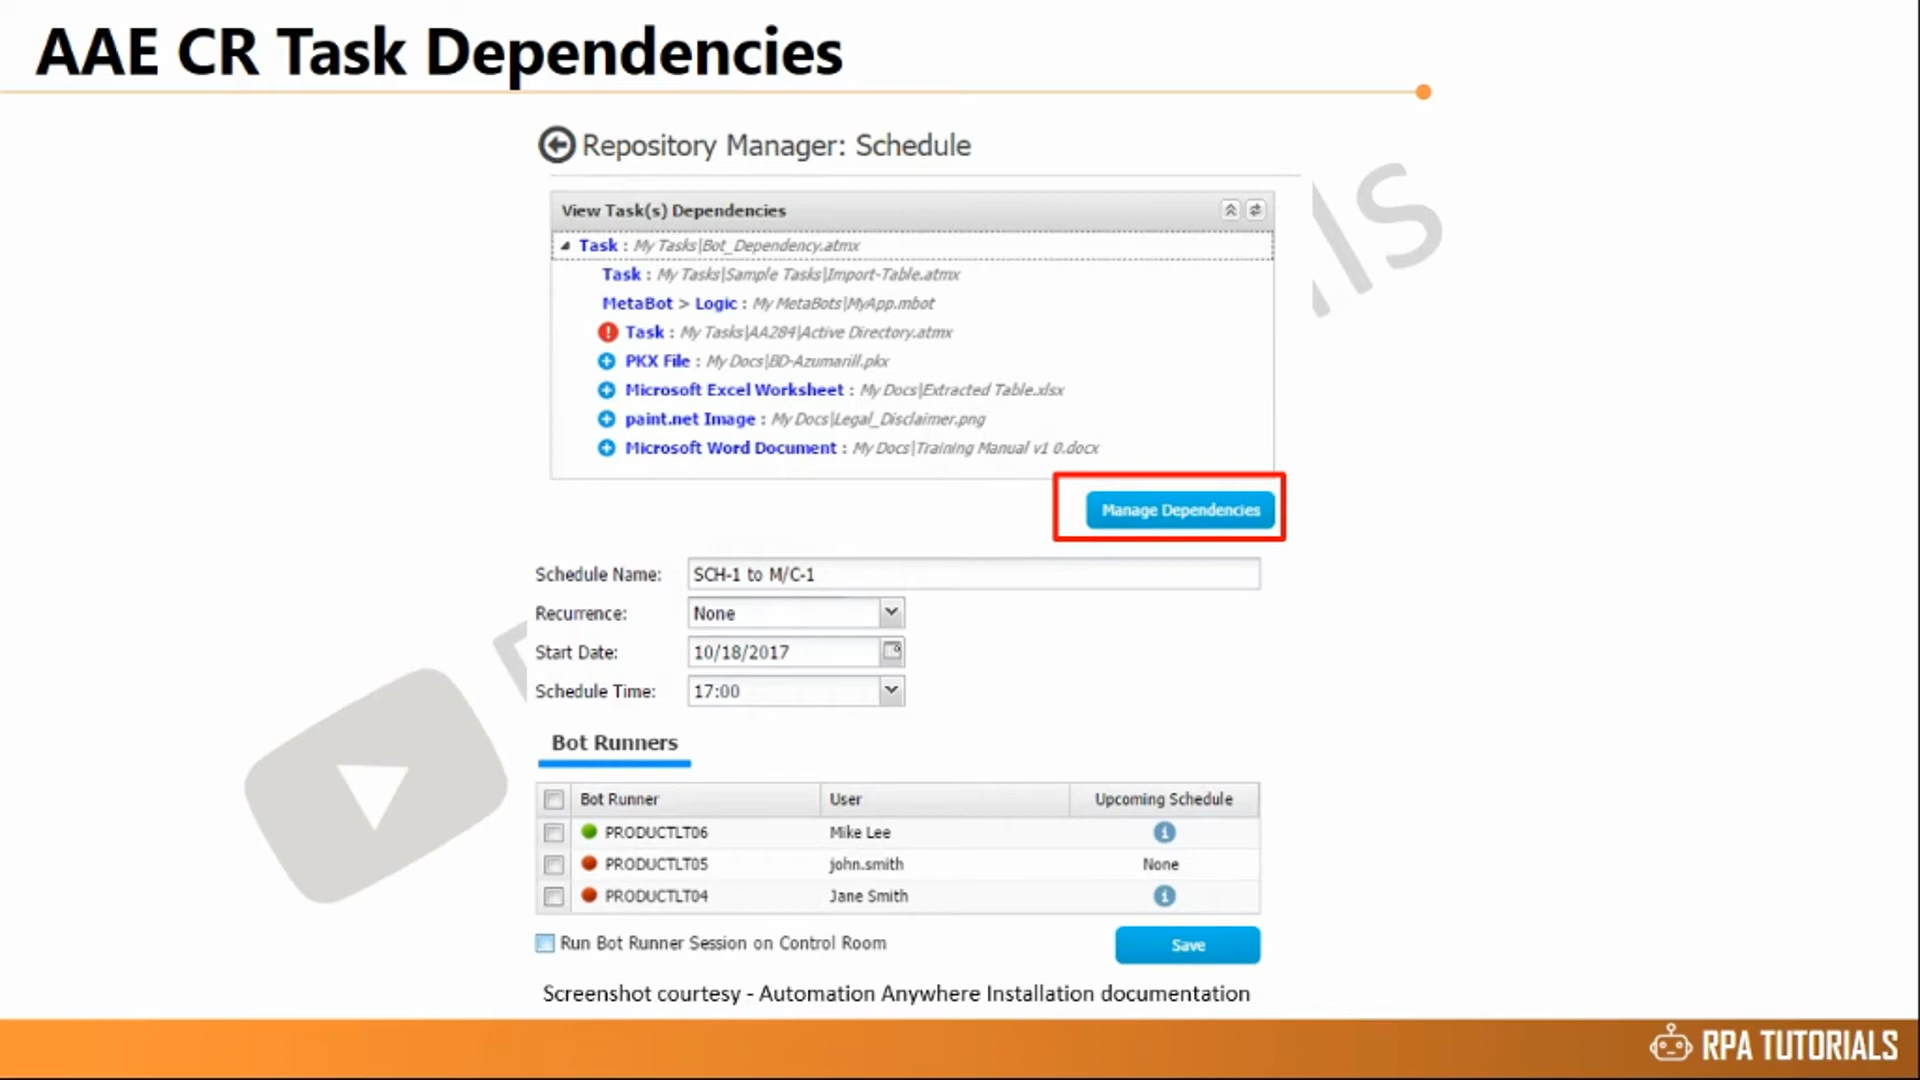 AAE CR Task Dependencies
Repository Manager: Schedule
View Task(s) Dependencies
Task : My Tasks|Bot_Dependency.atmx
Task : My Tasks|Sample Tasks|Import-Table.atmx
MetaBot > Logic : My MetaBots|MyApp.mbot
Task : My Tasks|AA284|Active Directory.atmx
PKX File : My Docs|BD-Azumarill.pkx
Microsoft Excel Worksheet : My Docs|Extracted Table.xlsx
paint.net Image : My Docs|Legal_Disclaimer.png
Microsoft Word Document : My Docs|Training Manual v1 0.docx
Manage Dependencies
Schedule Name: SCH-1 to M/C-1
Recurrence: None
Start Date: 10/18/2017
Schedule Time: 17:00
Bot Runners
Bot Runner User Upcoming Schedule
PRODUCTLT06 Mike Lee
PRODUCTLT05 john.smith None
PRODUCTLT04 Jane Smith
Run Bot Runner Session on Control Room Save
Screenshot courtesy - Automation Anywhere Installation documentation
RPA TUTORIALS